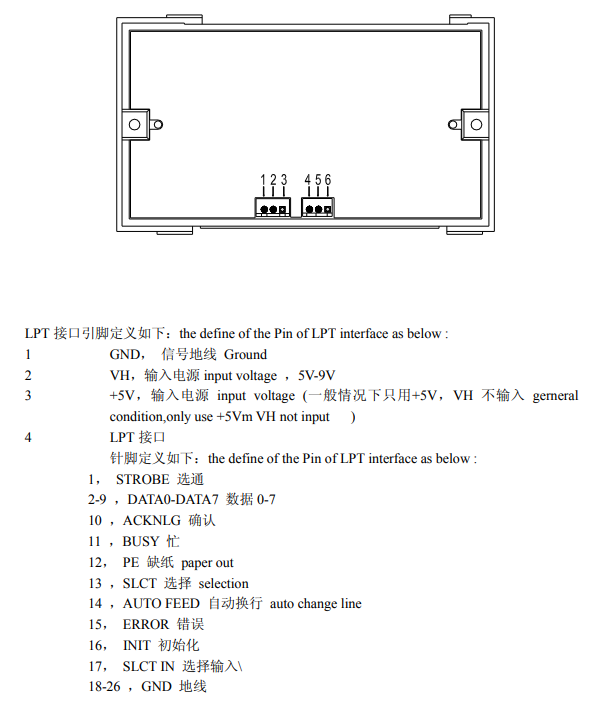 1 2 3 4 5 6
LPT 接口引脚定义如下：the define of the Pin of LPT interface as below :
1 GND， 信号地线 Ground
2 VH，输入电源 input voltage ，5V-9V
3 +5V，输入电源 input voltage (一般情况下只用+5V，VH 不输入 gerneral
condition,only use +5Vm VH not input )
4 LPT 接口
针脚定义如下：the define of the Pin of LPT interface as below :
1， STROBE 选通
2-9 ，DATA0-DATA7 数据 0-7
10 ，ACKNLG 确认
11 ，BUSY 忙
12， PE 缺纸 paper out
13 ，SLCT 选择 selection
14 ，AUTO FEED 自动换行 auto change line
15， ERROR 错误
16， INIT 初始化
17， SLCT IN 选择输入\
18-26 ，GND 地线